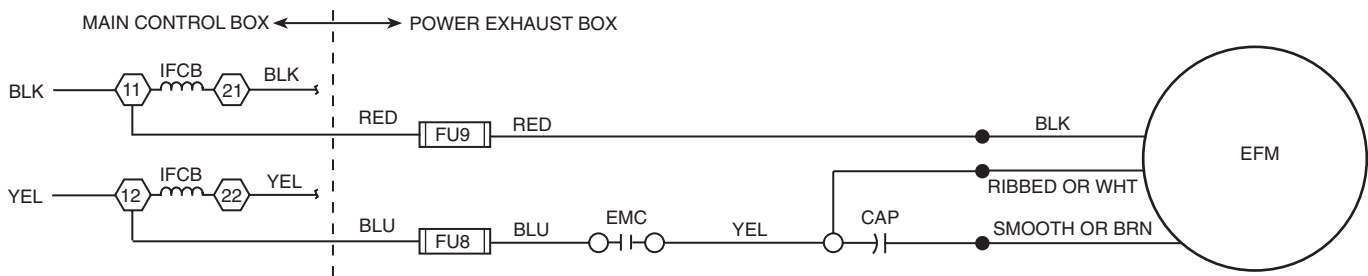 MAIN CONTROL BOX POWER EXHAUST BOX
BLK 11 IFCB 21 BLK
RED FU9 RED BLK
EFM
YEL 12 IFCB 22 YEL
RIBBED OR WHT
BLU FU8 BLU EMC YEL CAP SMOOTH OR BRN